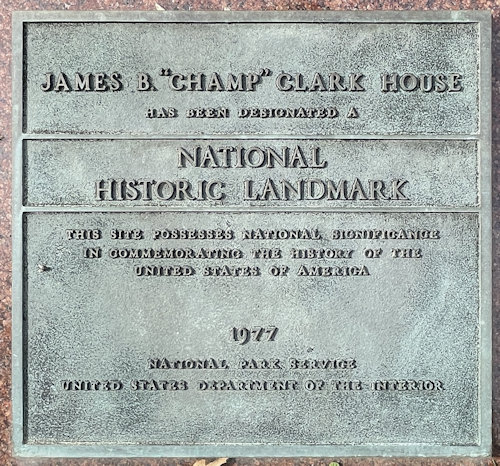 JAMES B. "CHAMP" CLARK HOUSE
HAS BEEN DESIGNATED A
NATIONAL
HISTORIC LANDMARK
THIS SITE POSSESSES NATIONAL SIGNIFICANCE
IN COMMEMORATING THE HISTORY OF THE
UNITED STATES OF AMERICA
1977
NATIONAL PARK SERVICE
UNITED STATES DEPARTMENT OF THE INTERIOR